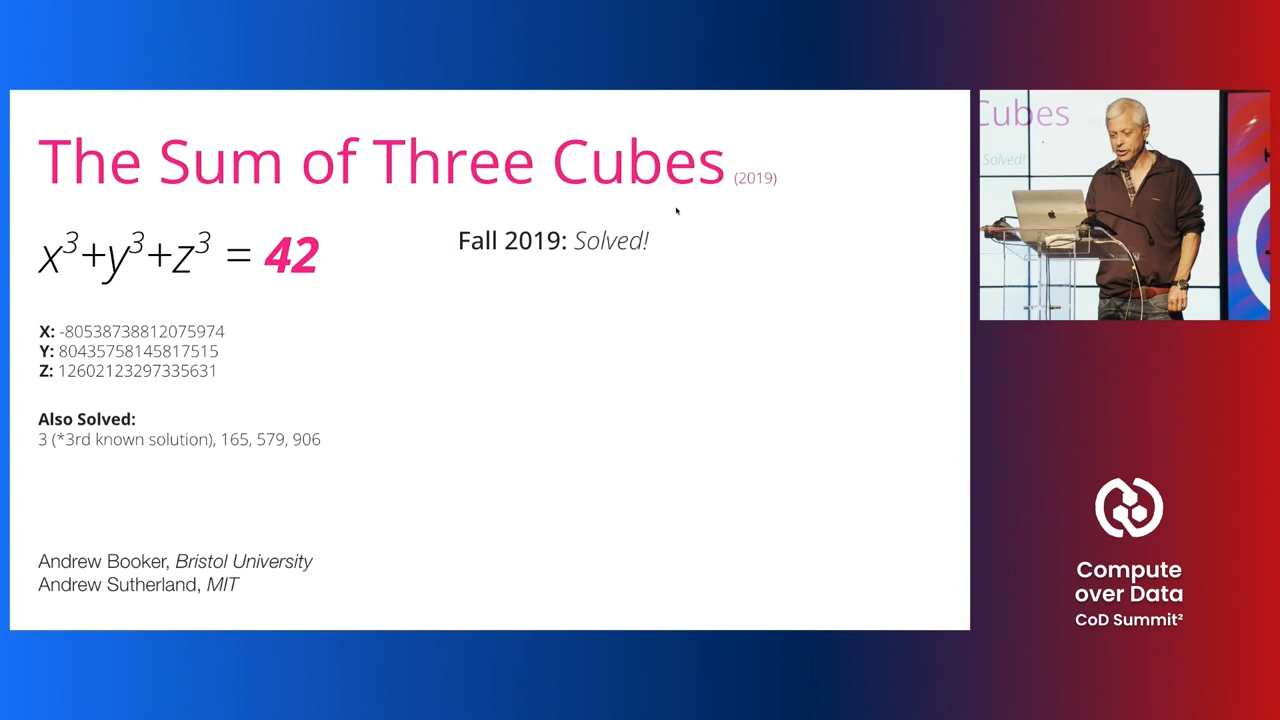 The Sum of Three Cubes (2019)
x³+y³+z³ = 42
Fall 2019: Solved!
X: -80538738812075974
Y: 80435758145817515
Z: 12602123297335631
Also Solved:
3 (*3rd known solution), 165, 579, 906
Andrew Booker, Bristol University
Andrew Sutherland, MIT
Cubes
Solved!
Compute
over Data
CoD Summit²